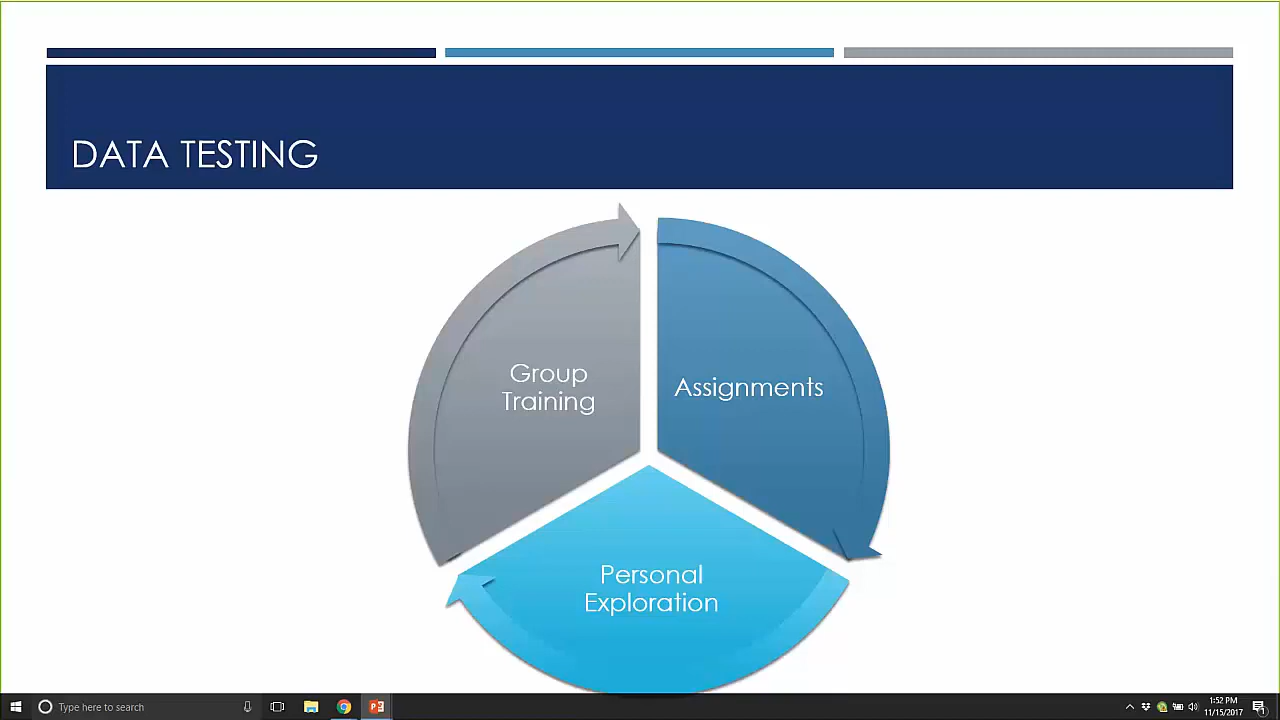 DATA TESTING
Group
Training
Assignments
Personal
Exploration
Type here to search
1:52 PM
11/15/2017